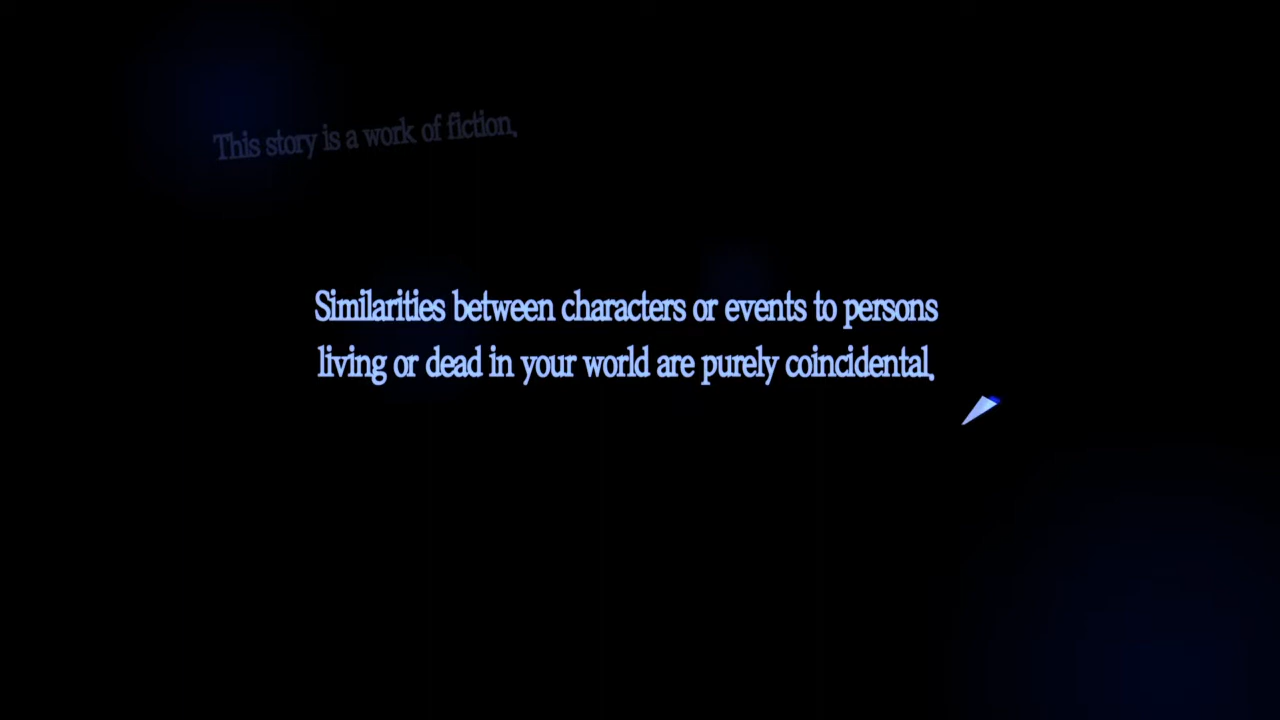 This story is a work of fiction.
Similarities between characters or events to persons
living or dead in your world are purely coincidental.